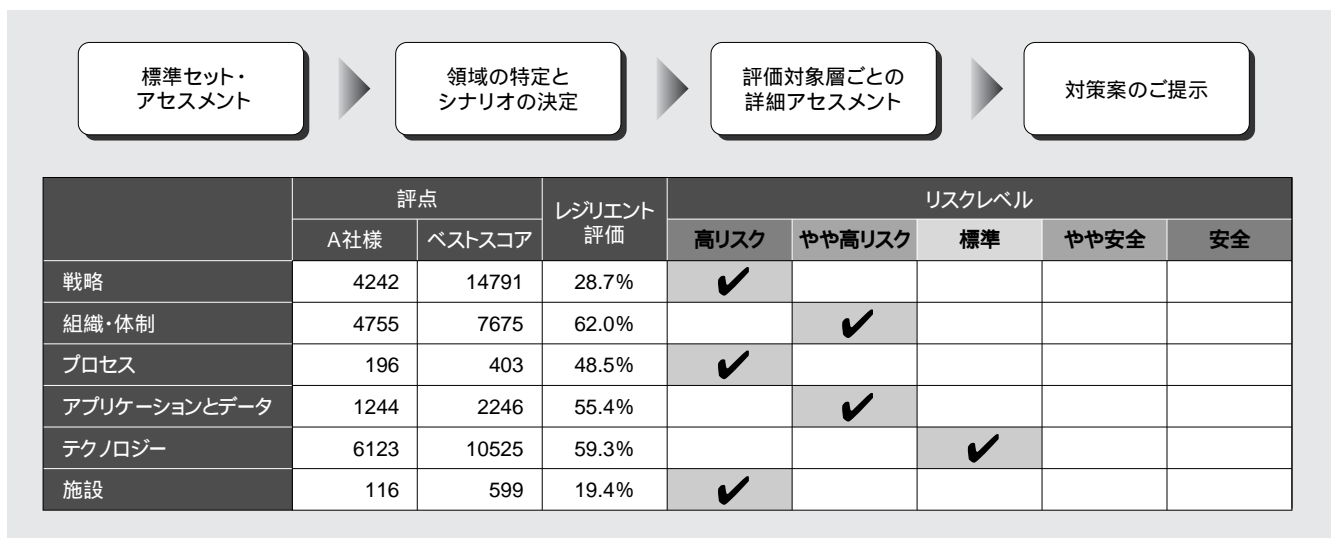 標準セット・
アセスメント
領域の特定と
シナリオの決定
評価対象層ごとの
詳細アセスメント
対策案のご提示
評点 レジリエント評価 リスクレベル
A社様 ベストスコア 高リスク やや高リスク 標準 やや安全 安全
戦略 4242 14791 28.7% ✔
組織・体制 4755 7675 62.0% ✔
プロセス 196 403 48.5% ✔
アプリケーションとデータ 1244 2246 55.4% ✔
テクノロジー 6123 10525 59.3% ✔
施設 116 599 19.4% ✔